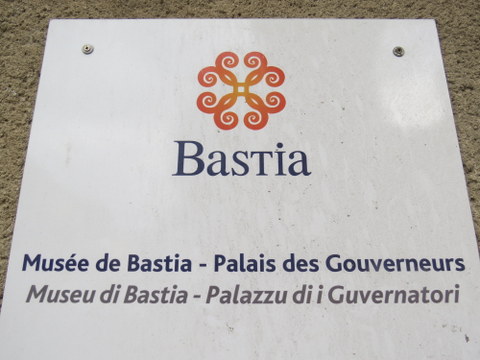 Bastia
Musée de Bastia - Palais des Gouverneurs
Museu di Bastia - Palazzu di i Guvernatori